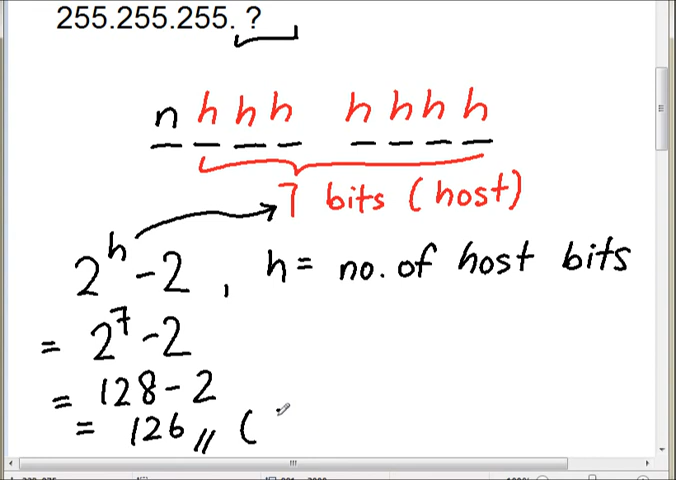 255.255.255. ?
n h h h h h h h
7 bits (host)
2^h - 2, h = no. of host bits
= 2^7 - 2
= 128 - 2
= 126 // (